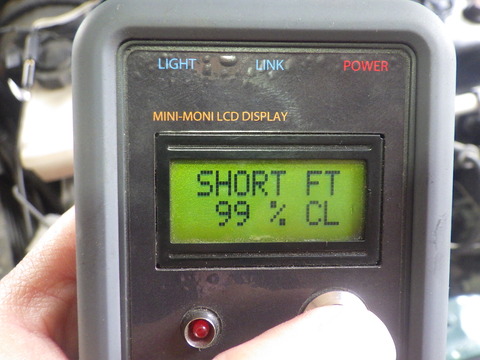 LIGHT LINK POWER
MINI-MONI LCD DISPLAY
SHORT FT
99 % CL